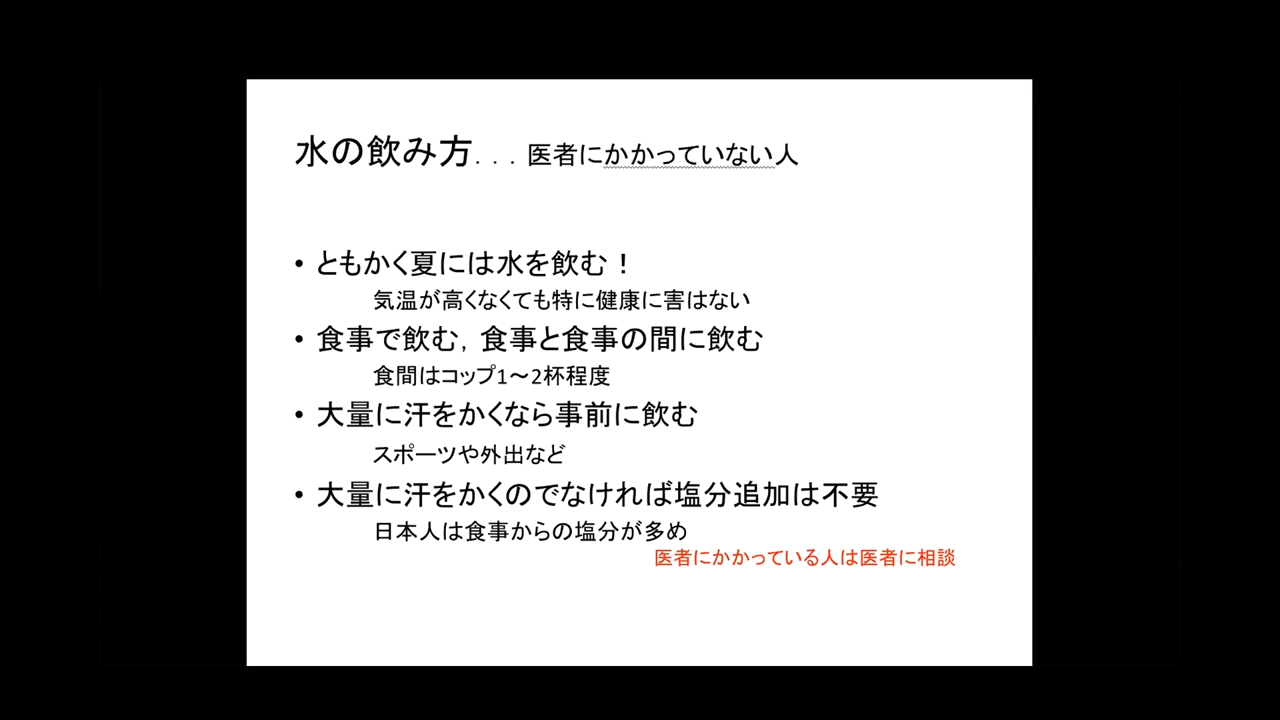 水の飲み方．．．医者にかかっていない人
• ともかく夏には水を飲む！
気温が高くなくても特に健康に害はない
• 食事で飲む，食事と食事の間に飲む
食間はコップ1～2杯程度
• 大量に汗をかくなら事前に飲む
スポーツや外出など
• 大量に汗をかくのでなければ塩分追加は不要
日本人は食事からの塩分が多め
医者にかかっている人は医者に相談